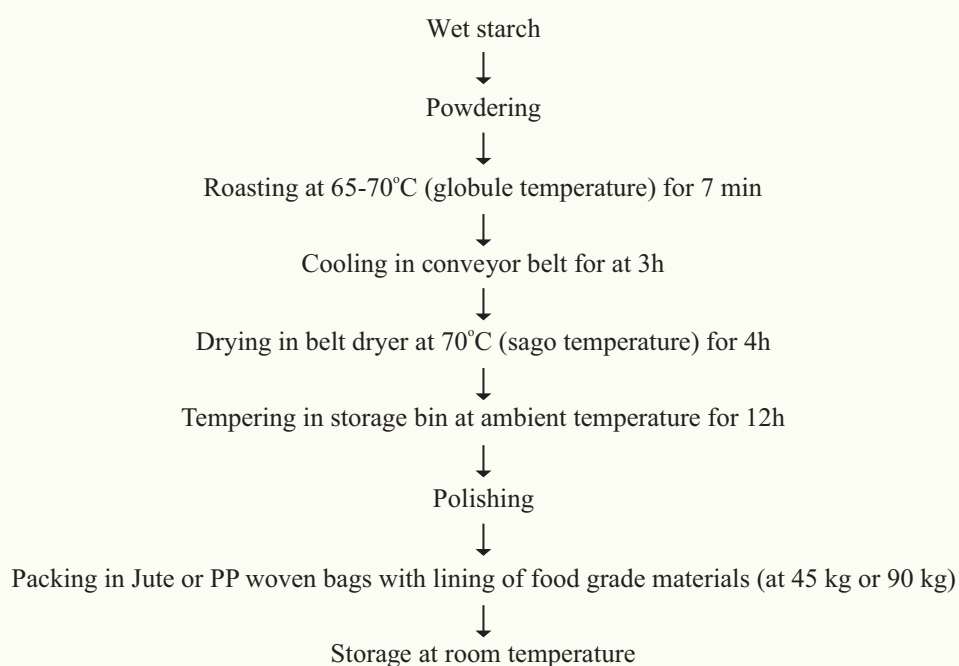 Wet starch
Powdering
Roasting at 65-70°C (globule temperature) for 7 min
Cooling in conveyor belt for at 3h
Drying in belt dryer at 70°C (sago temperature) for 4h
Tempering in storage bin at ambient temperature for 12h
Polishing
Packing in Jute or PP woven bags with lining of food grade materials (at 45 kg or 90 kg)
Storage at room temperature